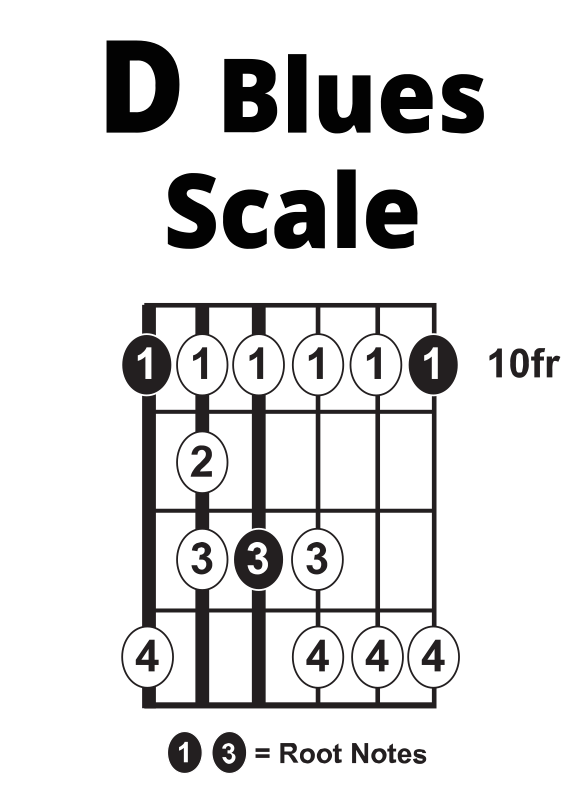 D Blues
Scale
1 1 1 1 1 1 10fr
2
3 3 3
4 4 4 4
1 3 = Root Notes